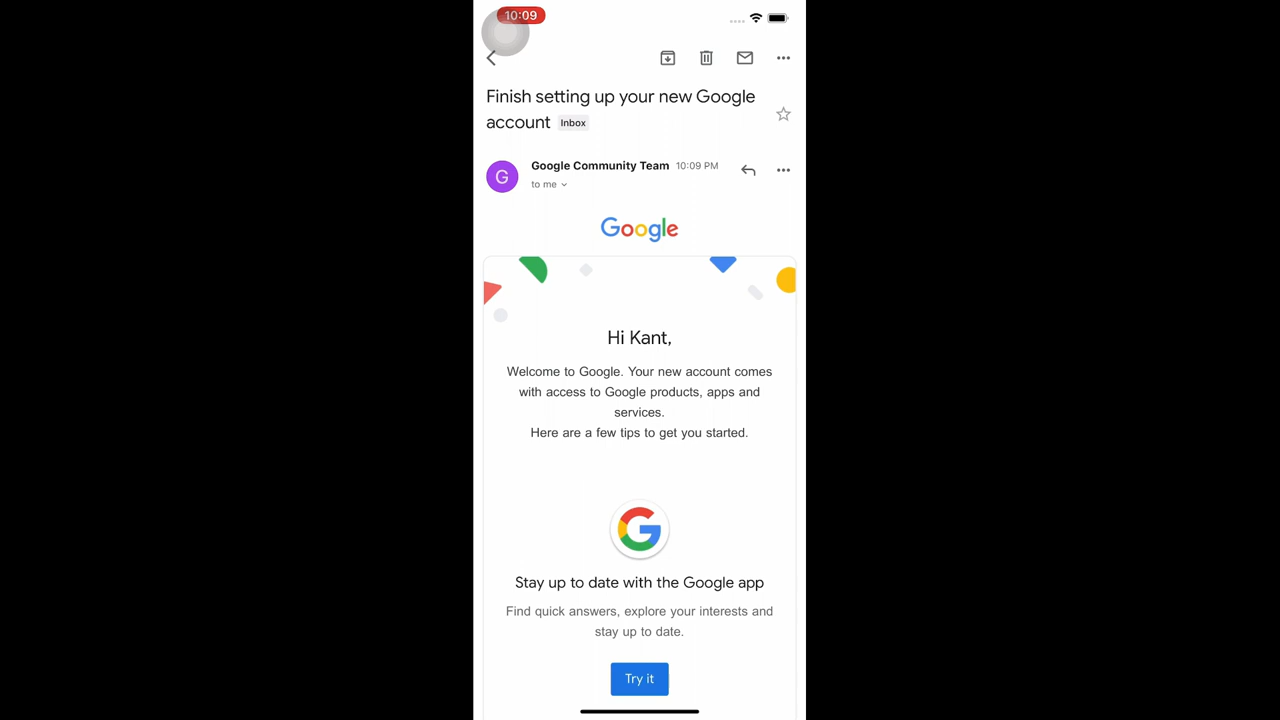 10:09
Finish setting up your new Google
account Inbox
Google Community Team 10:09 PM
G
to me
Google
Hi Kant,
Welcome to Google. Your new account comes
with access to Google products, apps and
services.
Here are a few tips to get you started.
G
Stay up to date with the Google app
Find quick answers, explore your interests and
stay up to date.
Try it